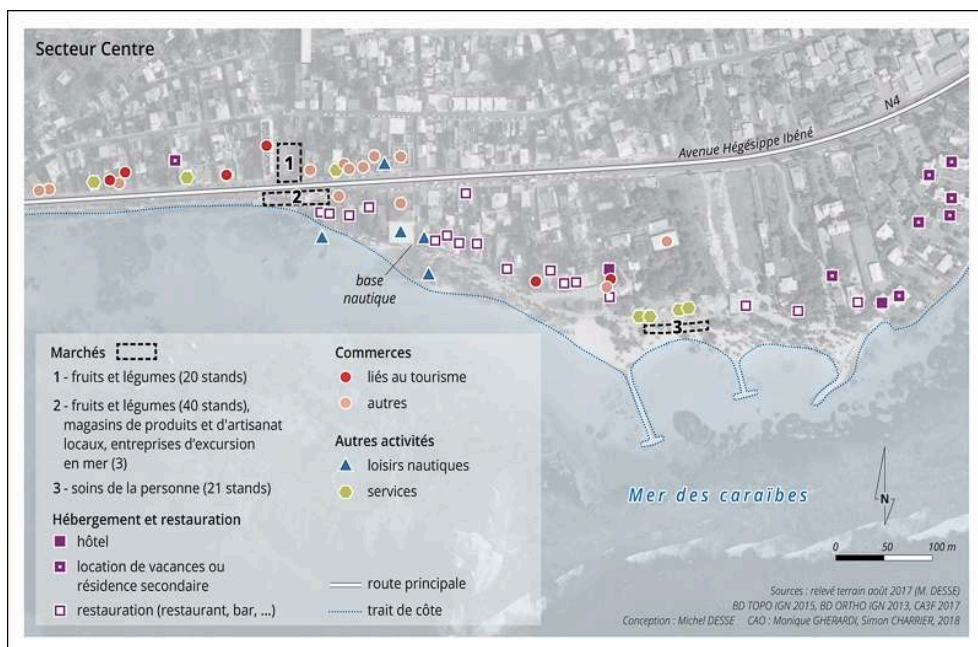 Secteur Centre
N4
Avenue Hégésippe Ibéné
1
2
base
nautique
3
Marchés
1 - fruits et légumes (20 stands)
2 - fruits et légumes (40 stands),
magasins de produits et d'artisanat
locaux, entreprises d'excursion
en mer (3)
3 - soins de la personne (21 stands)
Hébergement et restauration
hôtel
location de vacances ou
résidence secondaire
restauration (restaurant, bar, ...)
Commerces
liés au tourisme
autres
Autres activités
loisirs nautiques
services
route principale
trait de côte
Mer des caraïbes
N
0 50 100 m
Sources : relevé terrain août 2017 (M. DESSE)
BD TOPO IGN 2015, BD ORTHO IGN 2013, CA3F 2017
Conception : Michel DESSE CAO : Monique GHERARDI, Simon CHARRIER, 2018